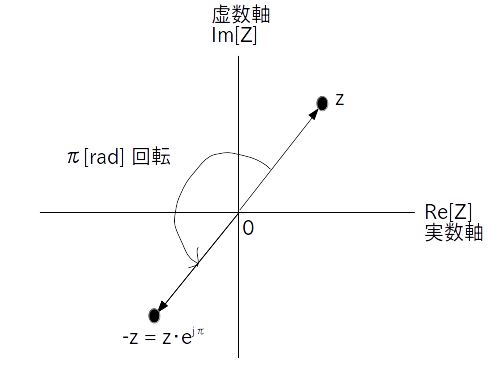 虚数軸
Im[Z]
z
π[rad] 回転
0
Re[Z]
実数軸
-z = z·e^jπ